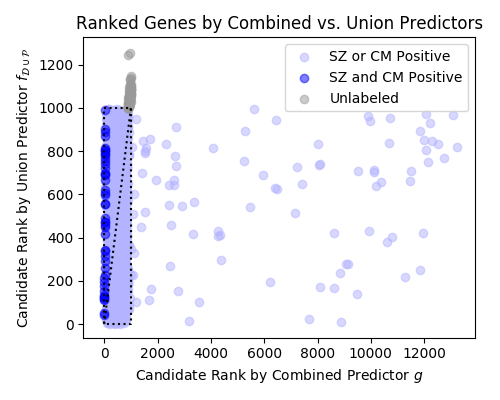 Ranked Genes by Combined vs. Union Predictors
SZ or CM Positive
SZ and CM Positive
Unlabeled
Candidate Rank by Union Predictor f_{D∪P}
1200
1000
800
600
400
200
0
0 2000 4000 6000 8000 10000 12000
Candidate Rank by Combined Predictor g